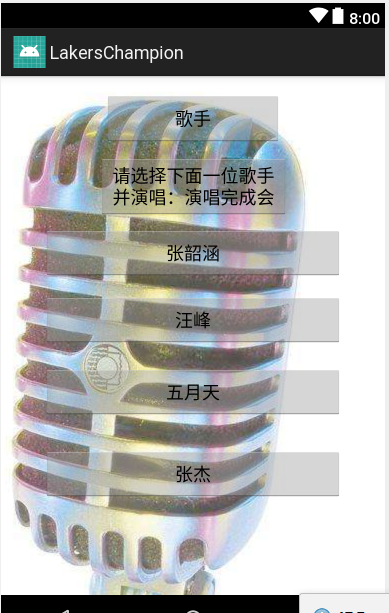 8:00
LakersChampion
歌手
请选择下面一位歌手
并演唱：演唱完成会
张韶涵
汪峰
五月天
张杰